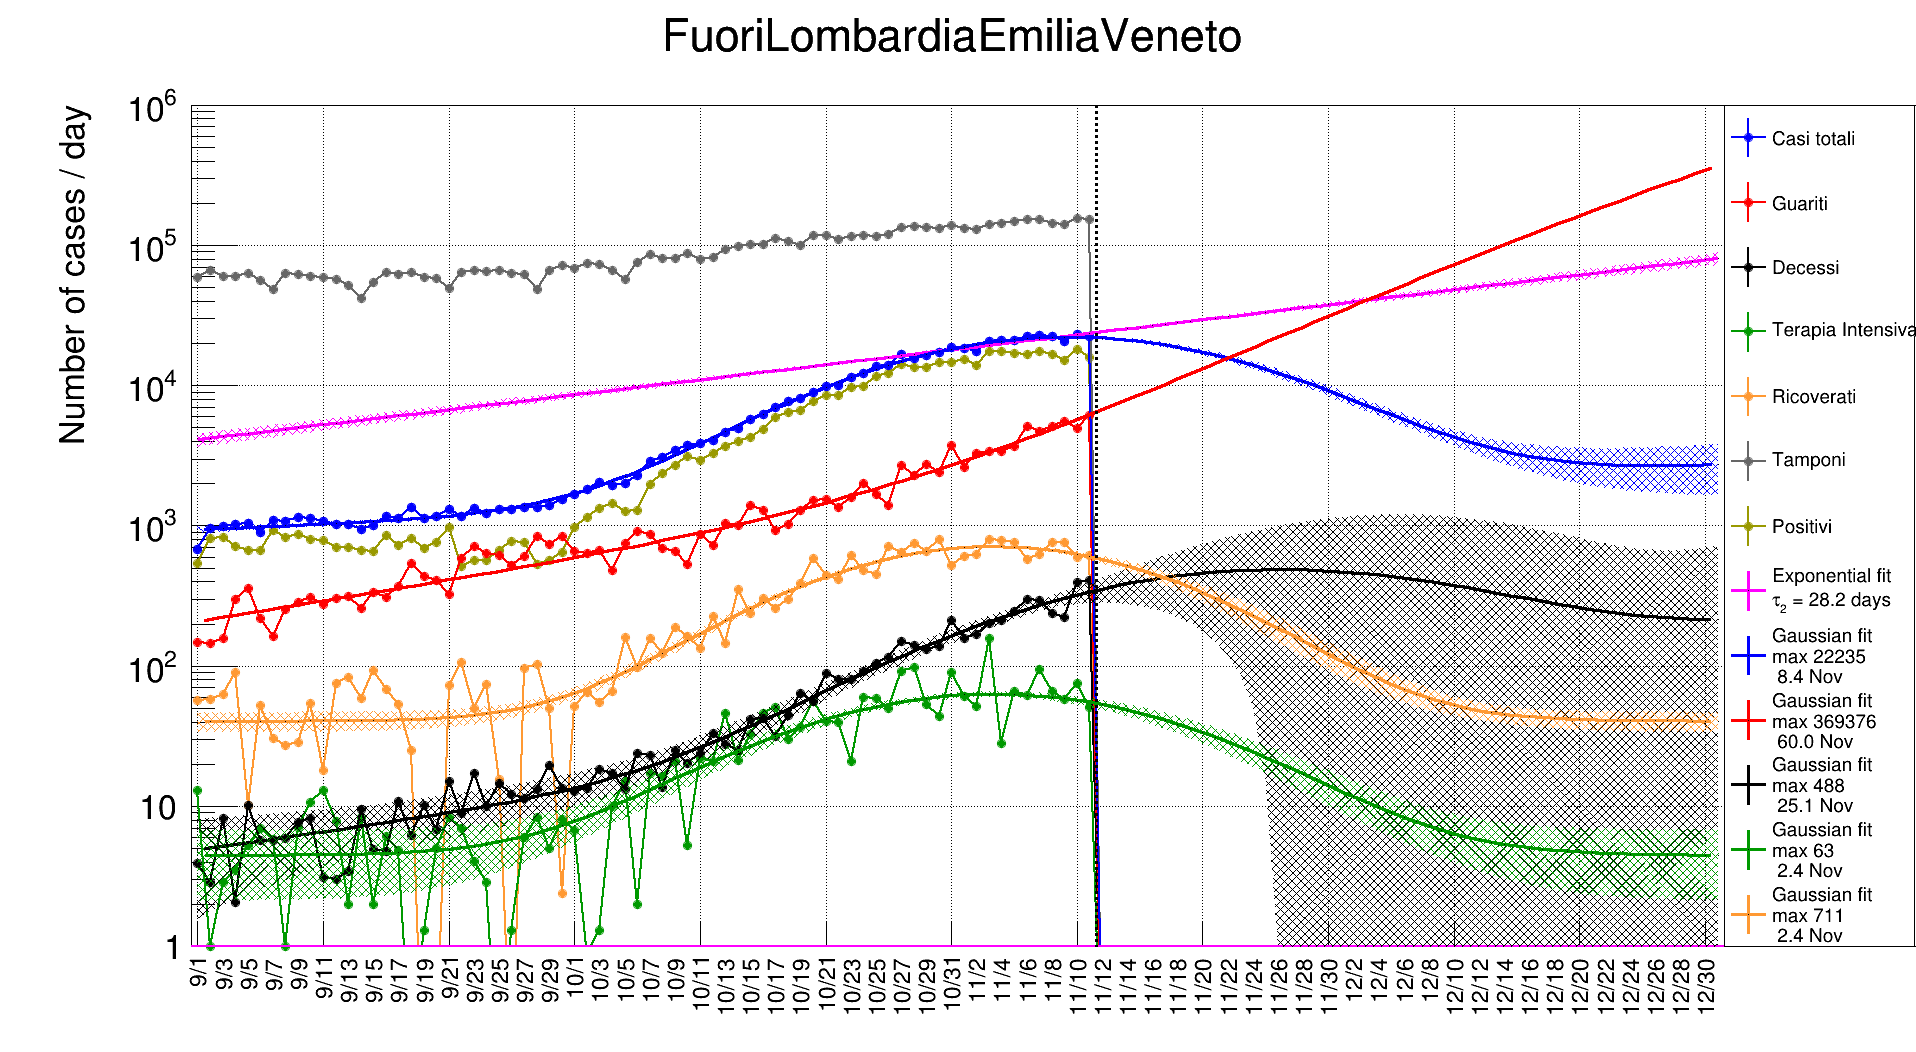 FuoriLombardiaEmiliaVeneto
Number of cases / day
10^6
10^5
10^4
10^3
10^2
10
1
9/1 9/3 9/5 9/7 9/9 9/11 9/13 9/15 9/17 9/19 9/21 9/23 9/25 9/27 9/29 10/1 10/3 10/5 10/7 10/9 10/11 10/13 10/15 10/17 10/19 10/21 10/23 10/25 10/27 10/29 10/31 11/2 11/4 11/6 11/8 11/10 11/12 11/14 11/16 11/18 11/20 11/22 11/24 11/26 11/28 11/30 12/2 12/4 12/6 12/8 12/10 12/12 12/14 12/16 12/18 12/20 12/22 12/24 12/26 12/28 12/30
Casi totali
Guariti
Decessi
Terapia Intensiva
Ricoverati
Tamponi
Positivi
Exponential fit
τ_2 = 28.2 days
Gaussian fit
max 22235
8.4 Nov
Gaussian fit
max 369376
60.0 Nov
Gaussian fit
max 488
25.1 Nov
Gaussian fit
max 63
2.4 Nov
Gaussian fit
max 711
2.4 Nov